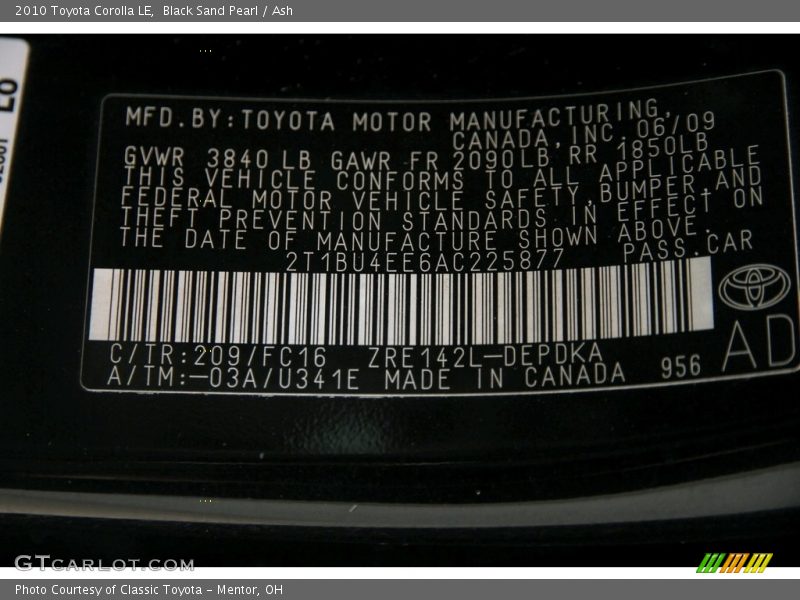 2010 Toyota Corolla LE, Black Sand Pearl / Ash
MFD.BY:TOYOTA MOTOR MANUFACTURING,
CANADA,INC.06/09
GVWR 3840 LB GAWR FR 2090LB,RR 1850LB
THIS VEHICLE CONFORMS TO ALL APPLICABLE
FEDERAL MOTOR VEHICLE SAFETY,BUMPER,AND
THEFT PREVENTION STANDARDS IN EFFECT ON
THE DATE OF MANUFACTURE SHOWN ABOVE.
2T1BU4EE6AC225877 PASS.CAR
C/TR:209/FC16 ZRE142L-DEPDKA
A/TM:-03A/U341E MADE IN CANADA 956
AD
GTCARLOT.COM
Photo Courtesy of Classic Toyota - Mentor, OH